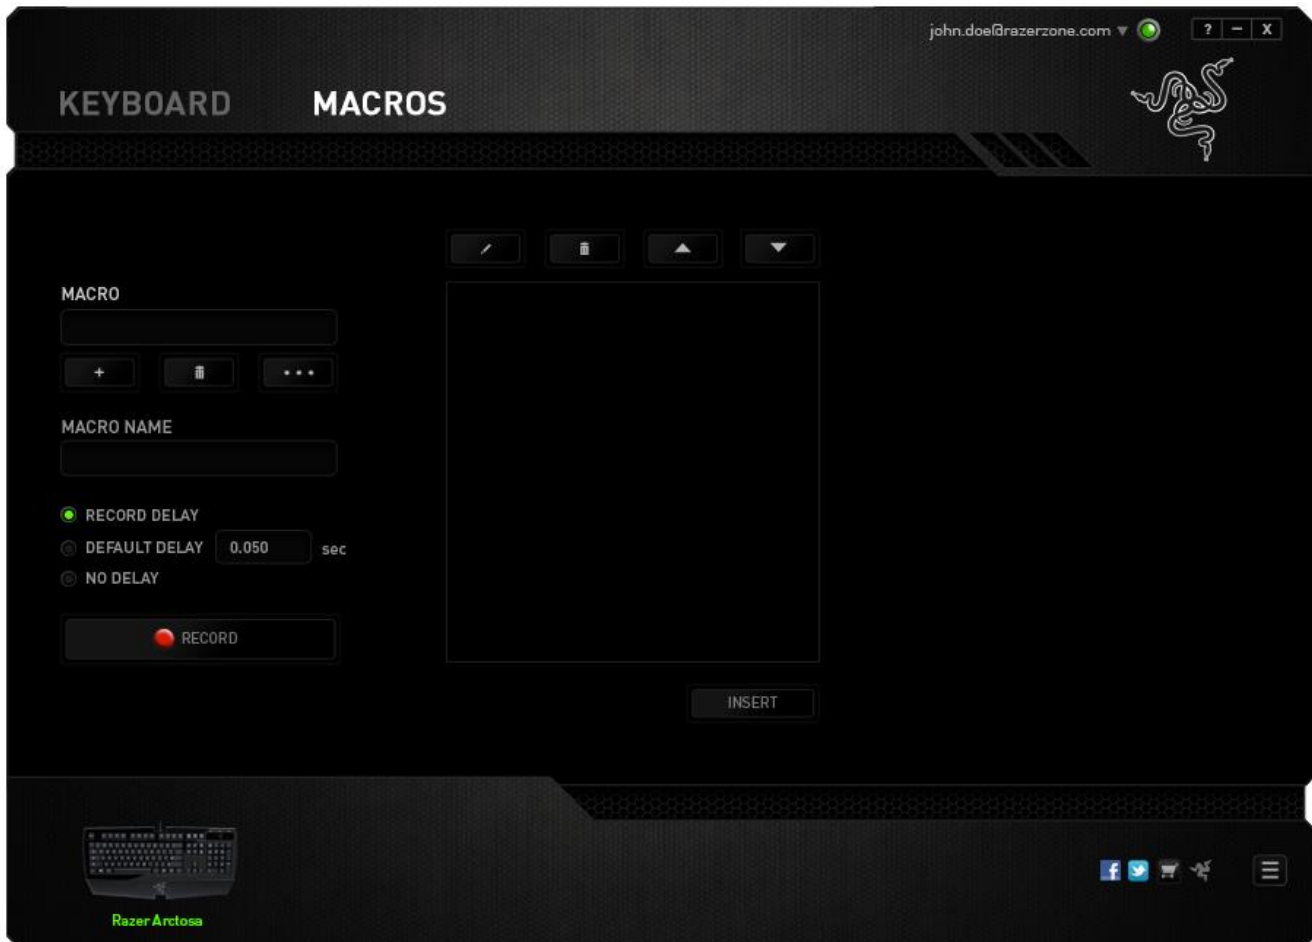 john.doe@razerzone.com
? – X
KEYBOARD MACROS
MACRO
MACRO NAME
RECORD DELAY
DEFAULT DELAY 0.050 sec
NO DELAY
RECORD
INSERT
Razer Arctosa